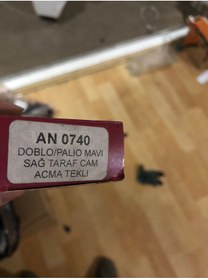 AN 0740
DOBLO/PALIO MAVİ
SAĞ TARAF CAM
ACMA TEKLİ